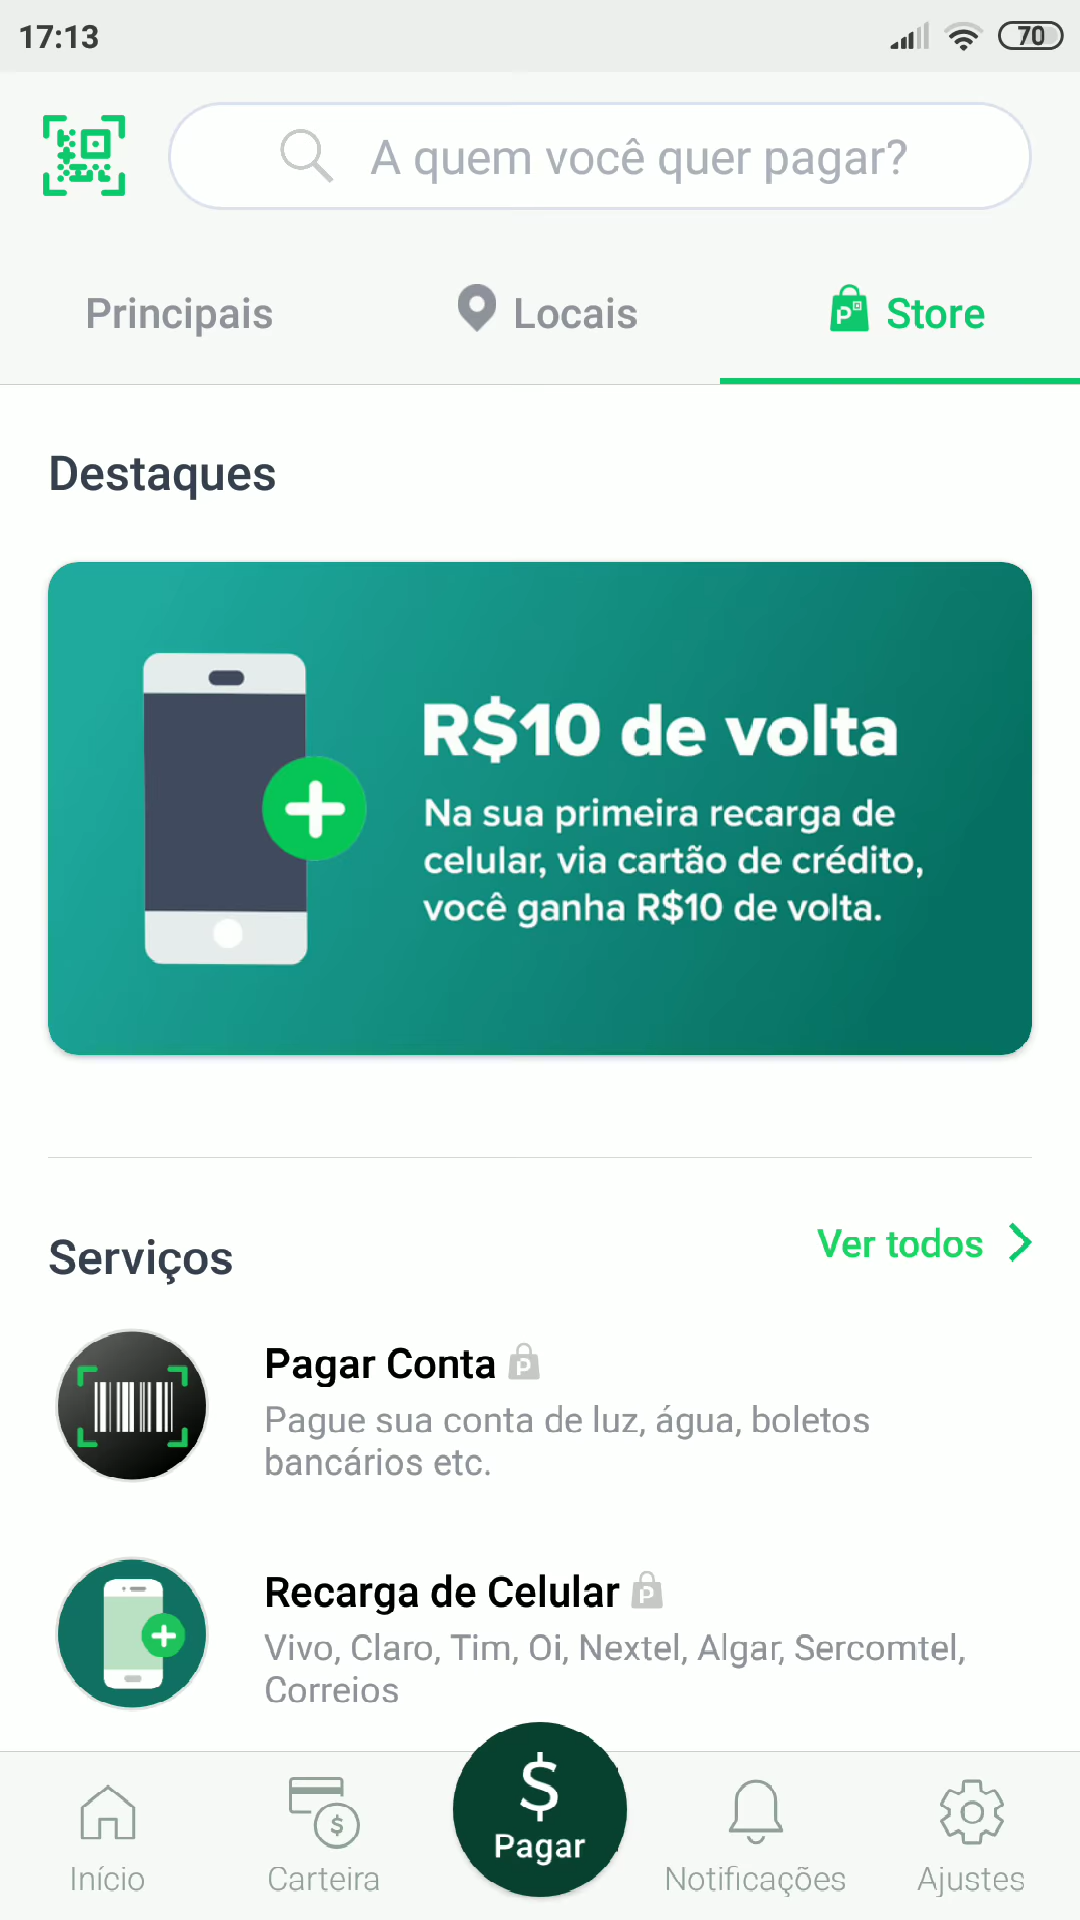 17:13
70
A quem você quer pagar?
Principais
Locais
Store
Destaques
R$10 de volta
Na sua primeira recarga de
celular, via cartão de crédito,
você ganha R$10 de volta.
Serviços
Ver todos
Pagar Conta
Pague sua conta de luz, água, boletos
bancários etc.
Recarga de Celular
Vivo, Claro, Tim, Oi, Nextel, Algar, Sercomtel,
Correios
$
Pagar
Início
Carteira
Notificações
Ajustes